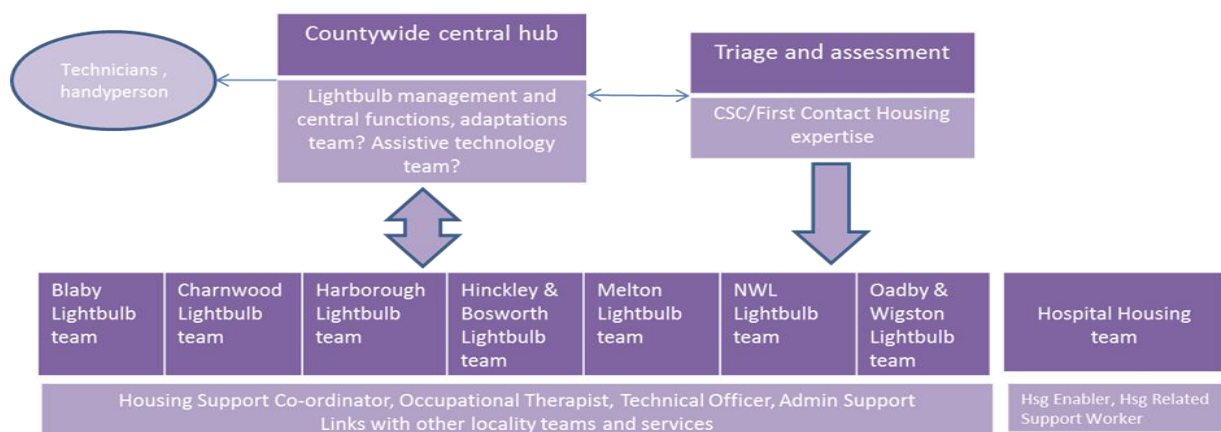 Countywide central hub
Triage and assessment
Technicians ,
handyperson
Lightbulb management and
central functions, adaptations
team? Assistive technology
team?
CSC/First Contact Housing
expertise
Blaby
Lightbulb
team
Charnwood
Lightbulb
team
Harborough
Lightbulb
team
Hinckley &
Bosworth
Lightbulb
team
Melton
Lightbulb
team
NWL
Lightbulb
team
Oadby &
Wigston
Lightbulb
team
Hospital Housing
team
Housing Support Co-ordinator, Occupational Therapist, Technical Officer, Admin Support
Links with other locality teams and services
Hsg Enabler, Hsg Related
Support Worker